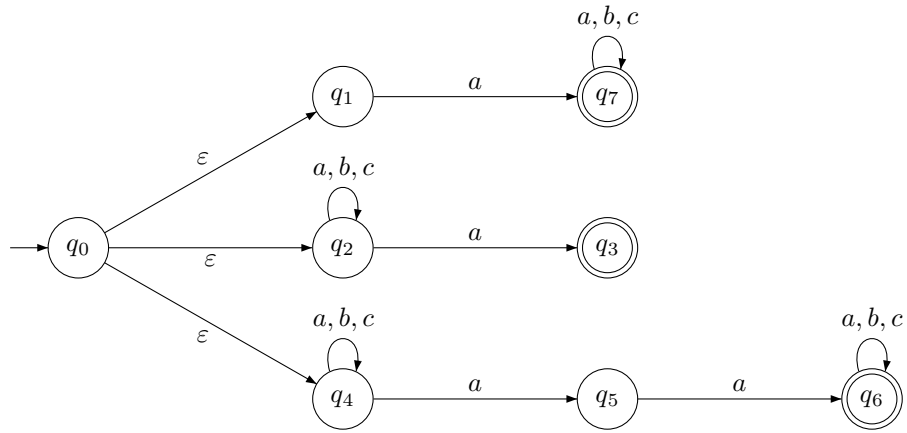 a, b, c
q₁ a q₇
ε
a, b, c
q₀ ε q₂ a q₃
ε
a, b, c a, b, c
q₄ a q₅ a q₆